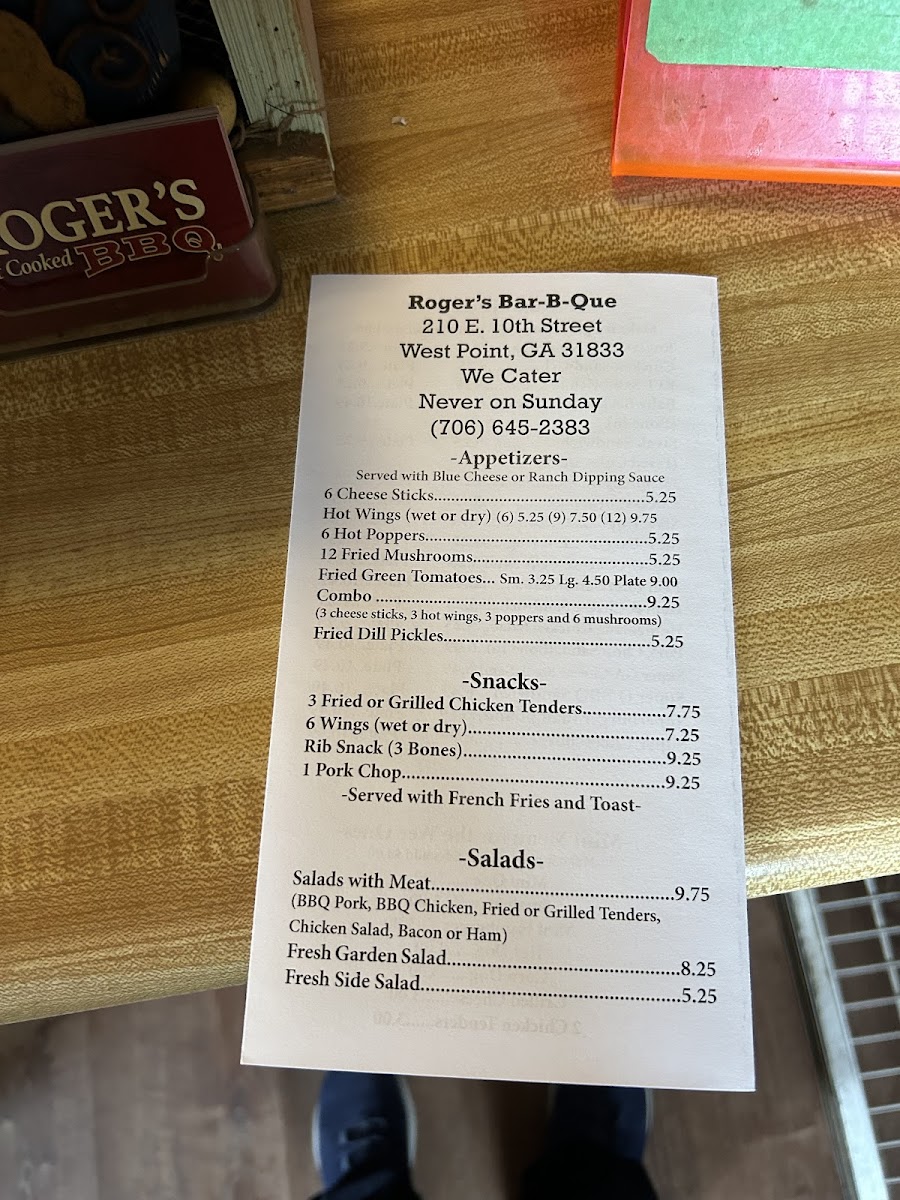 ROGER'S
Cooked BBQ
Roger's Bar-B-Que
210 E. 10th Street
West Point, GA 31833
We Cater
Never on Sunday
(706) 645-2383
-Appetizers-
Served with Blue Cheese or Ranch Dipping Sauce
6 Cheese Sticks..........................................5.25
Hot Wings (wet or dry) (6) 5.25 (9) 7.50 (12) 9.75
6 Hot Poppers............................................5.25
12 Fried Mushrooms...................................5.25
Fried Green Tomatoes... Sm. 3.25 Lg. 4.50 Plate 9.00
Combo ......................................................9.25
(3 cheese sticks, 3 hot wings, 3 poppers and 6 mushrooms)
Fried Dill Pickles.........................................5.25
-Snacks-
3 Fried or Grilled Chicken Tenders................7.75
6 Wings (wet or dry).......................................7.25
Rib Snack (3 Bones)........................................9.25
1 Pork Chop....................................................9.25
-Served with French Fries and Toast-
-Salads-
Salads with Meat...............................................9.75
(BBQ Pork, BBQ Chicken, Fried or Grilled Tenders,
Chicken Salad, Bacon or Ham)
Fresh Garden Salad............................................8.25
Fresh Side Salad.................................................5.25